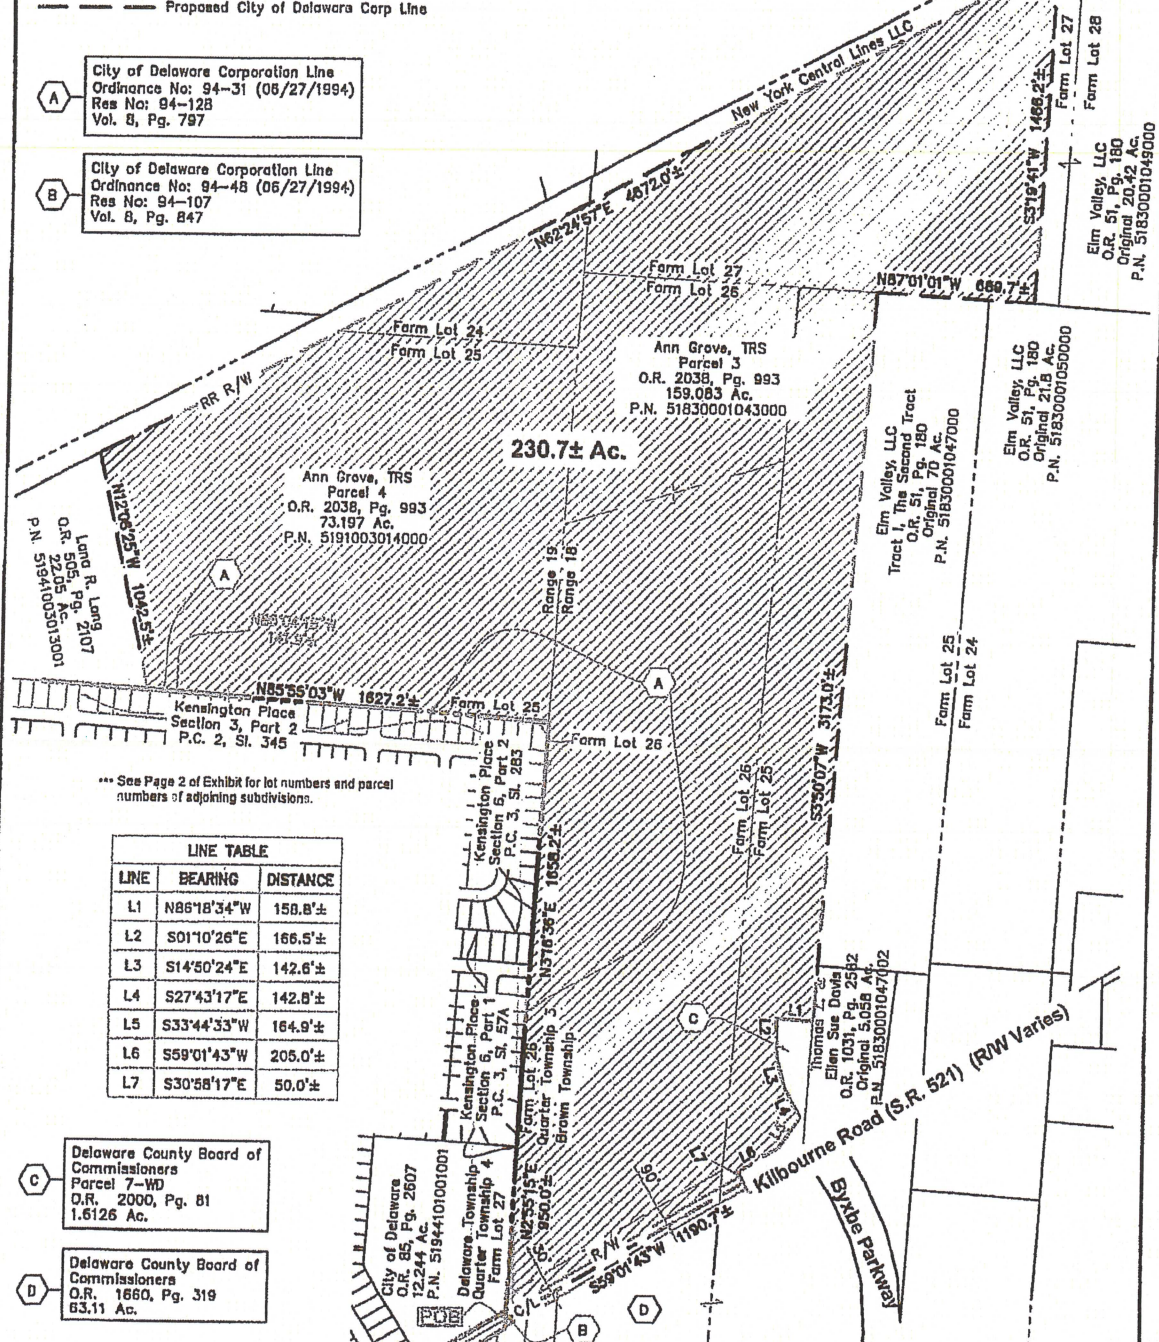 Proposed City of Delaware Corp Line
A
City of Delaware Corporation Line
Ordinance No: 94-31 (06/27/1994)
Res No: 94-128
Vol. 8, Pg. 797
B
City of Delaware Corporation Line
Ordinance No: 94-48 (06/27/1994)
Res No: 94-107
Vol. 8, Pg. 847
New York Central Lines LLC
N62°24'57"E 4872.0'±
RR R/W
S3°19'41"W 1466.2'±
Farm Lot 27
Farm Lot 28
Elm Valley, LLC
O.R. 51, Pg. 180
Original 20.42 Ac.
P.N. 51830001049000
Farm Lot 27
Farm Lot 26
N87°01'01"W 689.7'±
Farm Lot 24
Farm Lot 25
Ann Grove, TRS
Parcel 3
O.R. 2038, Pg. 993
159.083 Ac.
P.N. 51830001043000
Elm Valley, LLC
O.R. 51, Pg. 180
Original 21.8 Ac.
P.N. 51830001050000
Elm Valley, LLC
Tract I, The Second Tract
O.R. 51, Pg. 180
Original 70 Ac.
P.N. 51830001047000
230.7± Ac.
Ann Grove, TRS
Parcel 4
O.R. 2038, Pg. 993
73.197 Ac.
P.N. 5191003014000
N12°06'25"W 1042.5'±
Lana R. Long
O.R. 505, Pg. 2107
22.05 Ac.
P.N. 51941003013001
A
Range 19
Range 18
A
N85°55'03"W 1627.2'±
Farm Lot 25
Farm Lot 26
Kensington Place
Section 3, Part 2
P.C. 2, Sl. 345
Kensington Place
Section 6, Part 2
P.C. 3, Sl. 283
Farm Lot 25
Farm Lot 24
Farm Lot 26
Farm Lot 25
S3°50'07"W 3173.0'±
*** See Page 2 of Exhibit for lot numbers and parcel
numbers of adjoining subdivisions.
LINE TABLE
LINE BEARING DISTANCE
L1 N86°18'34"W 158.8'±
L2 S01°10'26"E 166.5'±
L3 S14°50'24"E 142.6'±
L4 S27°43'17"E 142.8'±
L5 S33°44'33"W 164.9'±
L6 S59°01'43"W 205.0'±
L7 S30°58'17"E 50.0'±
N3°16'36"E 1658.2'±
Kensington Place
Section 6, Part 1
P.C. 3, Sl. 57A
Farm Lot 26
Quarter Township 3
Brown Township
C
L1
L2
L3
L4
L5
L6
L7
Thomas
Ellen Sue Davis
O.R. 1031, Pg. 2582
Original 5.058 Ac.
P.N. 51830001047002
Kilbourne Road (S.R. 521) (R/W Varies)
Byxbe Parkway
C
Delaware County Board of
Commissioners
Parcel 7-WD
O.R. 2000, Pg. 81
1.6126 Ac.
D
Delaware County Board of
Commissioners
O.R. 1660, Pg. 319
63.11 Ac.
City of Delaware
O.R. 85, Pg. 2607
12.244 Ac.
P.N. 51944101001001
Delaware Township
Quarter Township 4
Farm Lot 27
N2°55'15"E
950.0'±
90'
R/W
S59°01'43"W 1190.7'±
C/L
POB
B
D